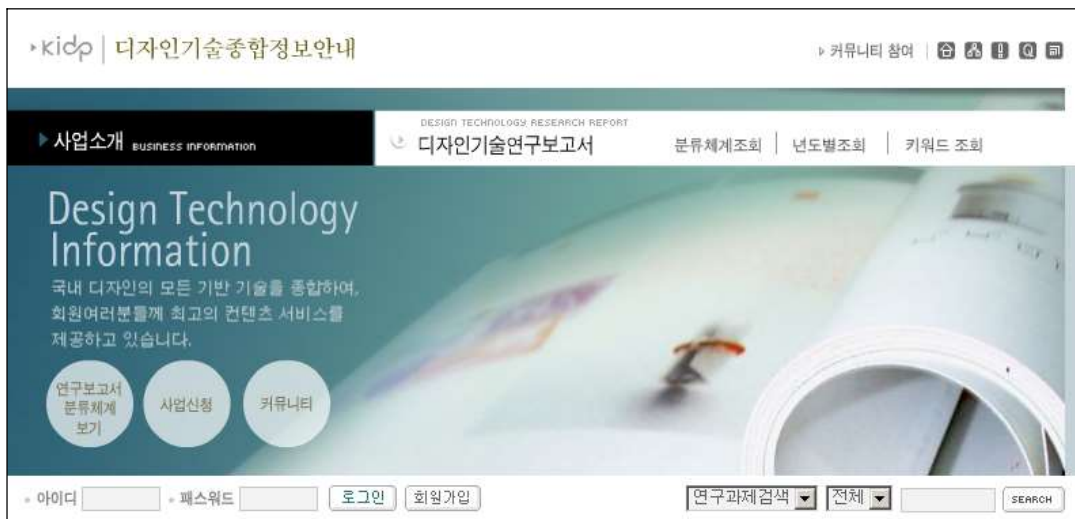 kidp 디자인기술종합정보안내
커뮤니티 참여
사업소개 BUSINESS INFORMATION
DESIGN TECHNOLOGY RESEARCH REPORT
디자인기술연구보고서
분류체계조회 년도별조회 키워드 조회
Design Technology
Information
국내 디자인의 모든 기반 기술을 종합하여,
회원여러분들께 최고의 컨텐츠 서비스를
제공하고 있습니다.
연구보고서
분류체계
보기
사업신청
커뮤니티
아이디 패스워드 로그인 회원가입 연구과제검색 전체 SEARCH